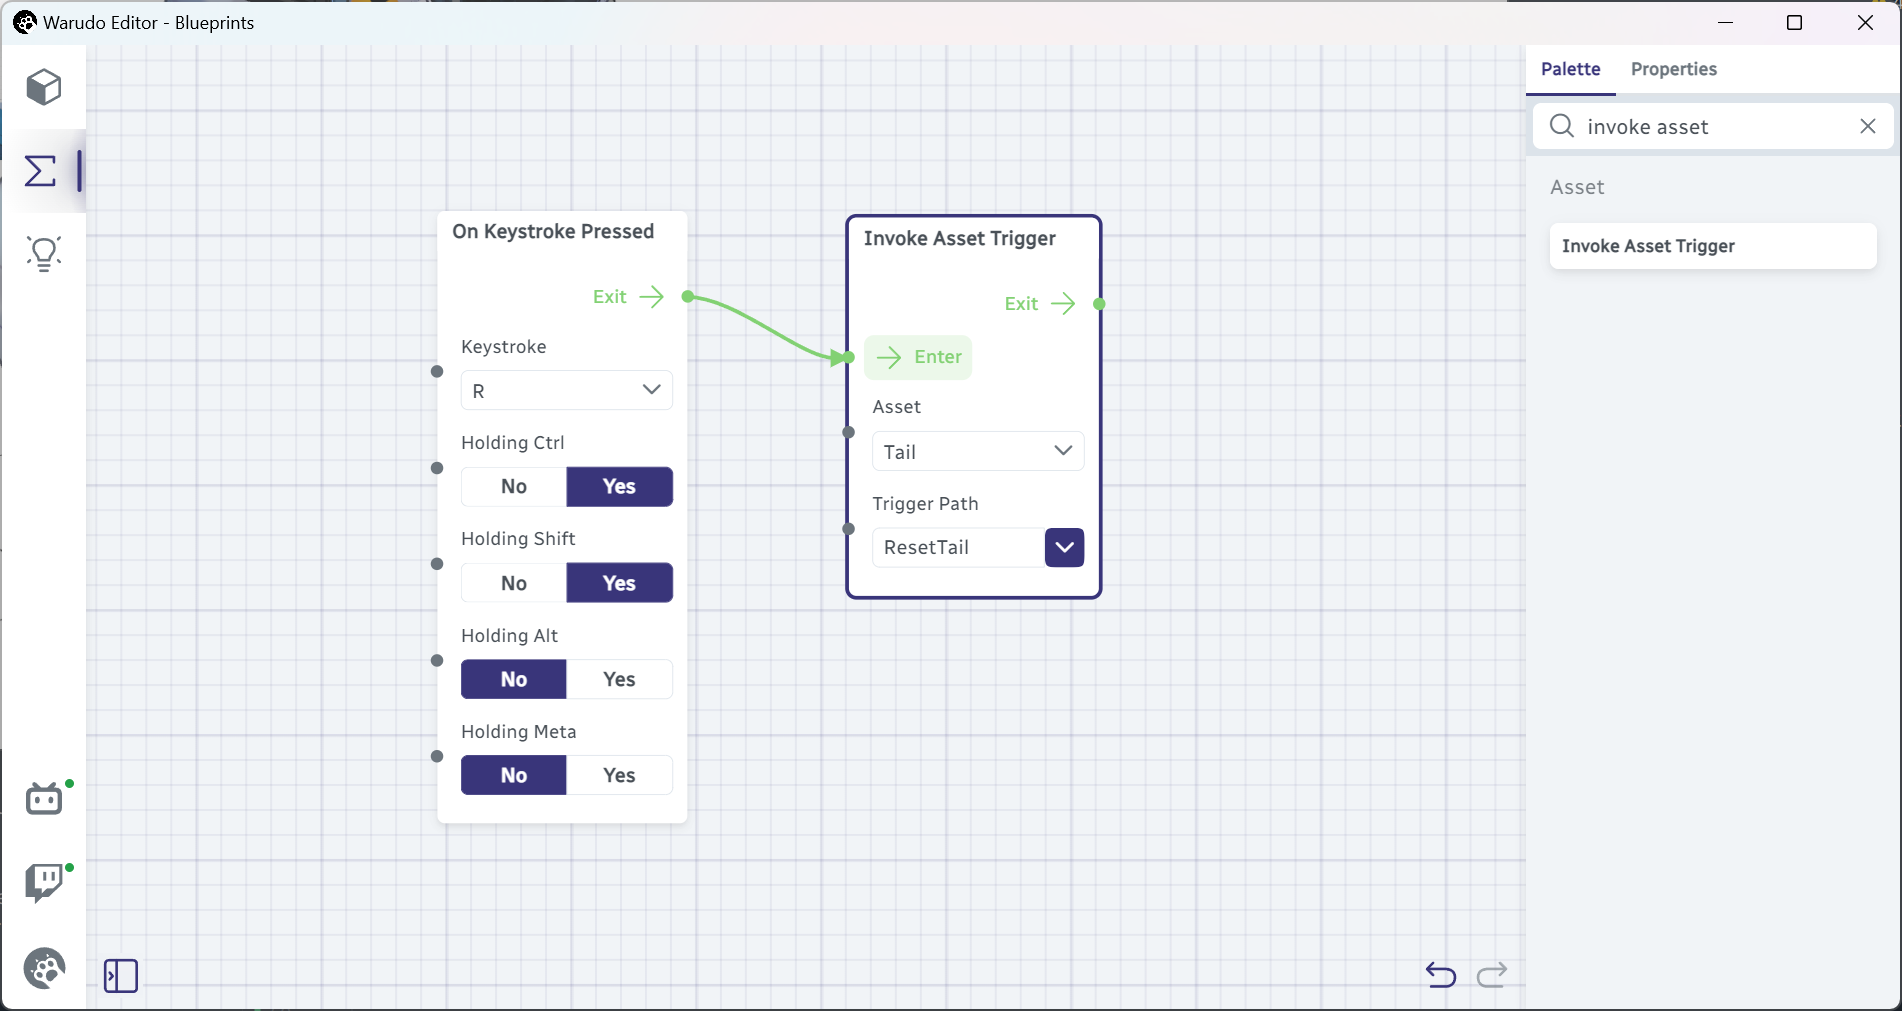 Warudo Editor - Blueprints
Palette
Properties
invoke asset
Asset
Invoke Asset Trigger
On Keystroke Pressed
Exit
Keystroke
R
Holding Ctrl
No
Yes
Holding Shift
No
Yes
Holding Alt
No
Yes
Holding Meta
No
Yes
Invoke Asset Trigger
Exit
Enter
Asset
Tail
Trigger Path
ResetTail